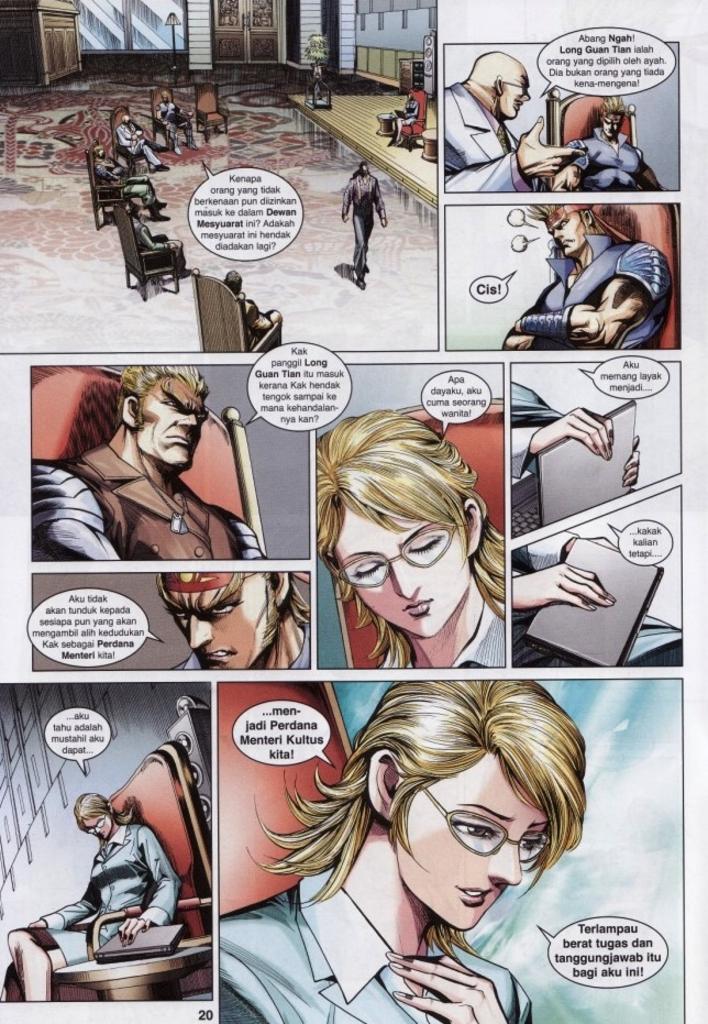 Kenapa
orang yang tidak
berkenaan pun diizinkan
masuk ke dalam Dewan
Mesyuarat ini? Adakah
mesyuarat ini hendak
diadakan lagi?
Abang Ngah!
Long Guan Tian ialah
orang yang dipilih oleh ayah.
Dia bukan orang yang tiada
kena-mengena!
Cis!
Kak
panggil Long
Guan Tian itu masuk
kerana Kak hendak
tengok sampai ke
mana kehandalan-
nya kan?
Apa
dayaku, aku
cuma seorang
wanita!
Aku
memang layak
menjadi....
...kakak
kalian
tetapi....
Aku tidak
akan tunduk kepada
sesiapa pun yang akan
mengambil alih kedudukan
Kak sebagai Perdana
Menteri kita!
...aku
tahu adalah
mustahil aku
dapat...
...men-
jadi Perdana
Menteri Kultus
kita!
Terlampau
berat tugas dan
tanggungjawab itu
bagi aku ini!
20